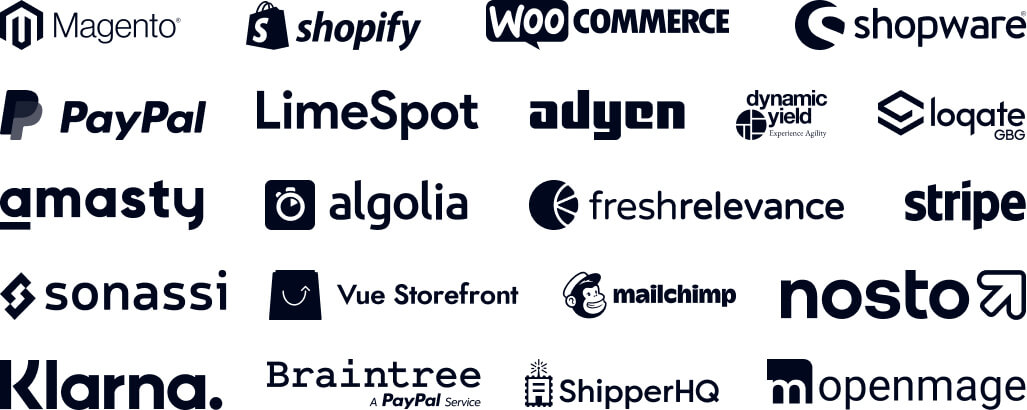 Magento®
shopify
WOO COMMERCE
shopware®
PayPal
LimeSpot
adyen
dynamic
yield
Experience Agility
loqate
GBG
amasty
algolia
freshrelevance
stripe
sonassi
Vue Storefront
mailchimp
nosto
Klarna.
Braintree
A PayPal Service
ShipperHQ
openmage